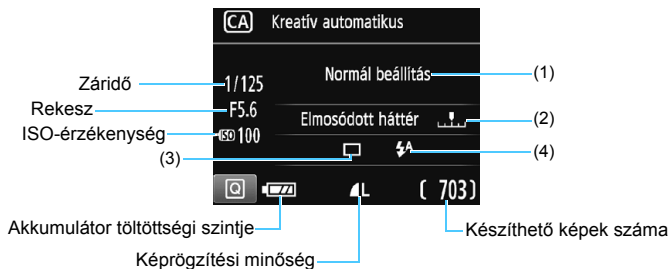 CA Kreatív automatikus
Normál beállítás
(1)
Záridő
1/125
Rekesz
F5.6
Elmosódott háttér
(2)
ISO-érzékenység
ISO 100
(3)
A
(4)
Q
L
[ 703]
Akkumulátor töltöttségi szintje
Készíthető képek száma
Képrögzítési minőség